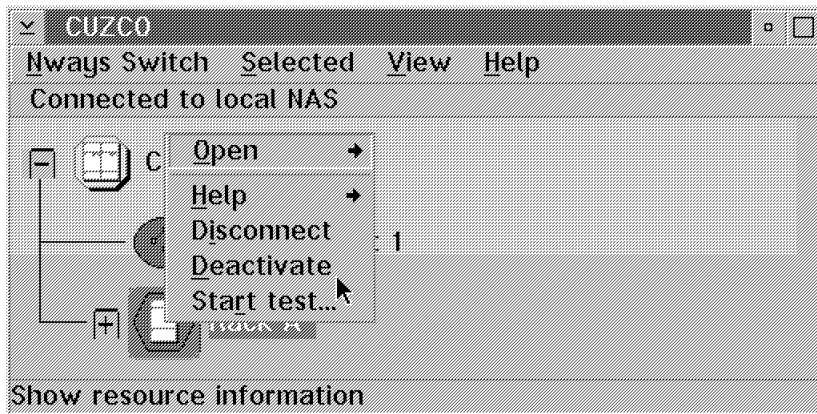 CUZCO
Nways Switch Selected View Help
Connected to local NAS
C
Open
Help
Disconnect
1
Deactivate
Start test...
Rack A
Show resource information